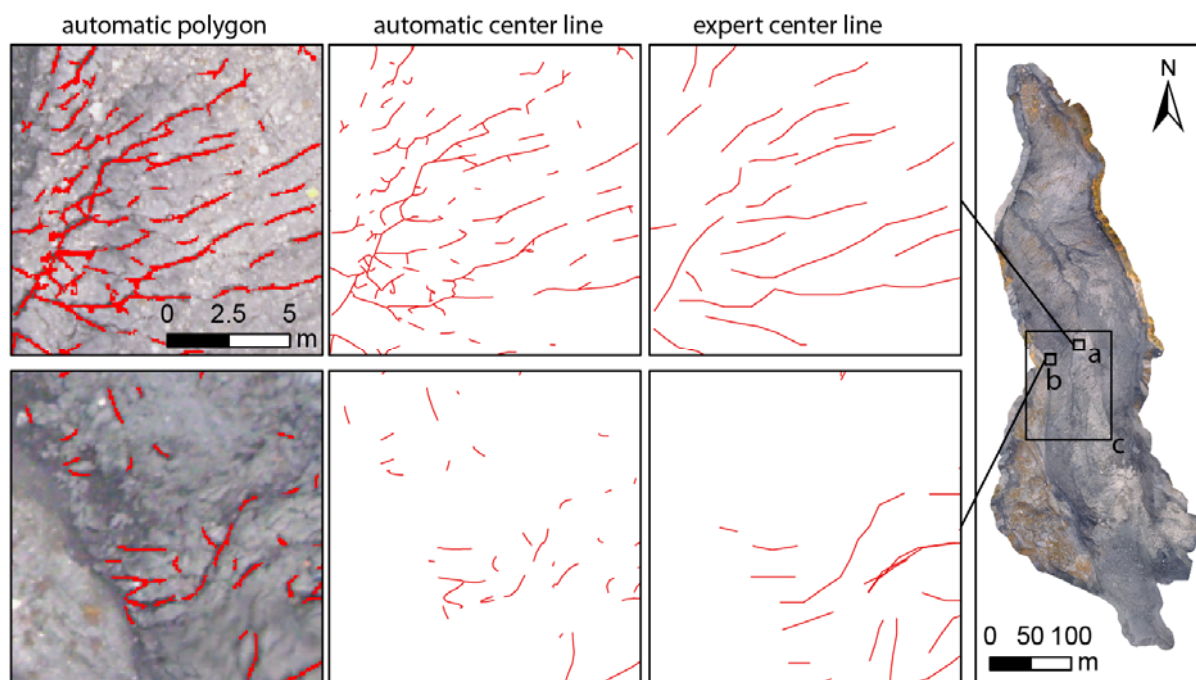 automatic polygon
automatic center line
expert center line
N
0 2.5 5
m
a
b
c
0 50 100
m